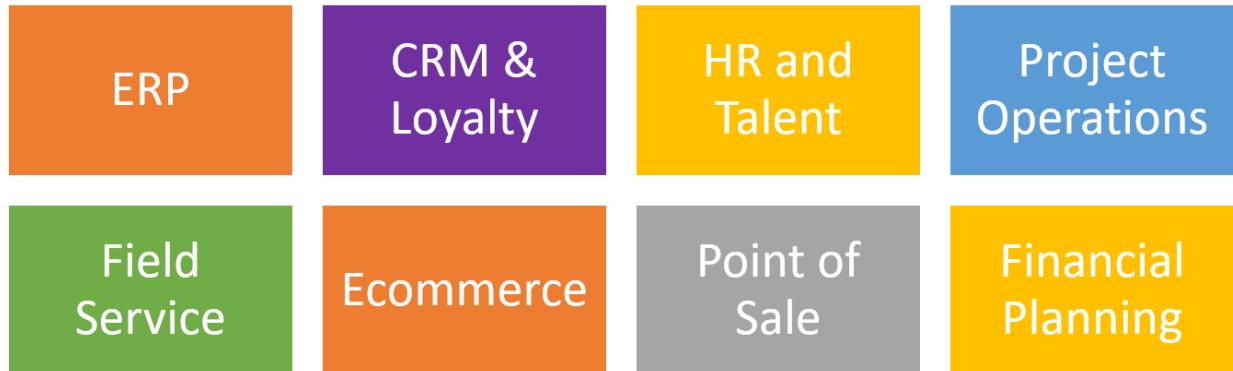 ERP
CRM &
Loyalty
HR and
Talent
Project
Operations
Field
Service
Ecommerce
Point of
Sale
Financial
Planning